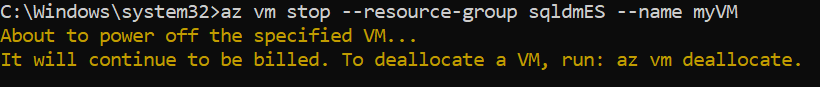 C:\Windows\system32>az vm stop --resource-group sqldmES --name myVM
About to power off the specified VM...
It will continue to be billed. To deallocate a VM, run: az vm deallocate.